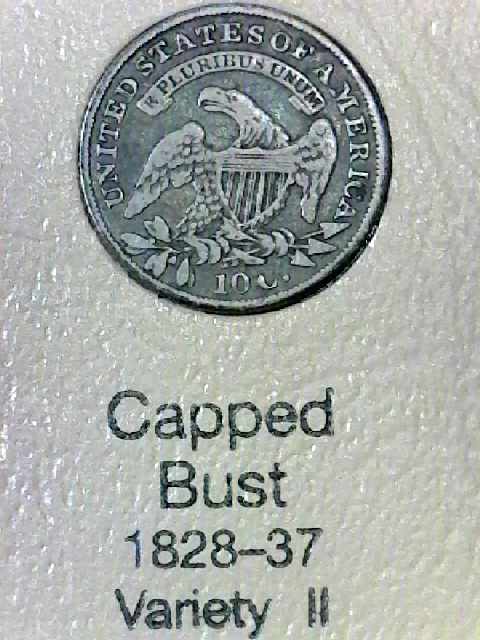 UNITED STATES OF AMERICA
E PLURIBUS UNUM
10 C.
Capped
Bust
1828–37
Variety II